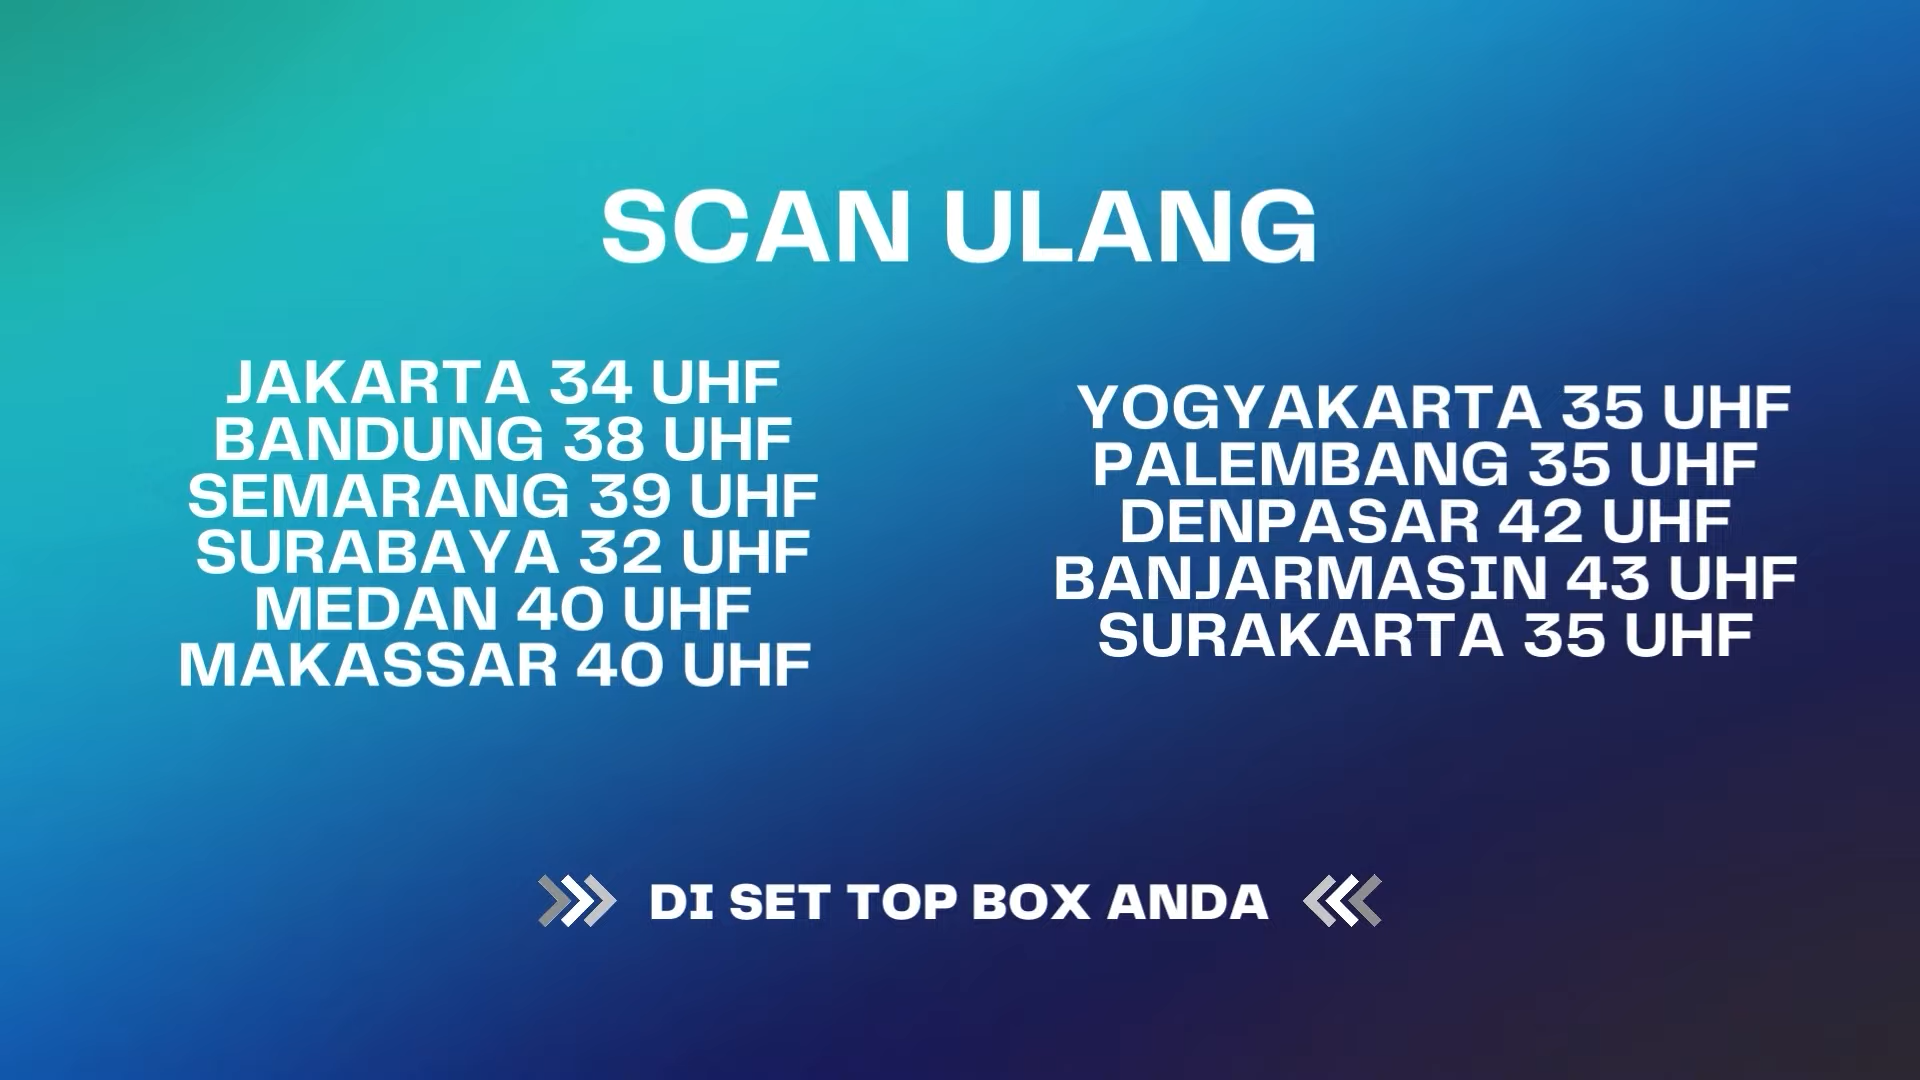 SCAN ULANG
JAKARTA 34 UHF
BANDUNG 38 UHF
SEMARANG 39 UHF
SURABAYA 32 UHF
MEDAN 40 UHF
MAKASSAR 40 UHF
YOGYAKARTA 35 UHF
PALEMBANG 35 UHF
DENPASAR 42 UHF
BANJARMASIN 43 UHF
SURAKARTA 35 UHF
DI SET TOP BOX ANDA